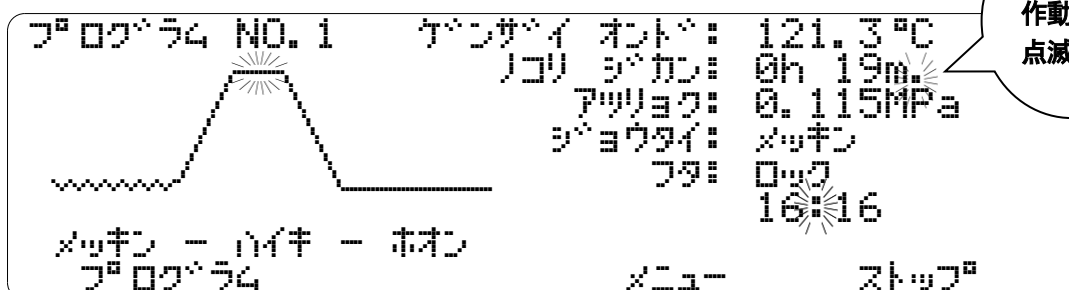 プログラム NO. 1 ゲンザイ オンド: 121.3℃
ノコリ ジカン: 0h 19m.
アツリョク: 0.115MPa
ジョウタイ: メッキン
フタ: ロック
16:16
メッキン - ハイキ - ホオン
プログラム メニュー ストップ
作動
点滅